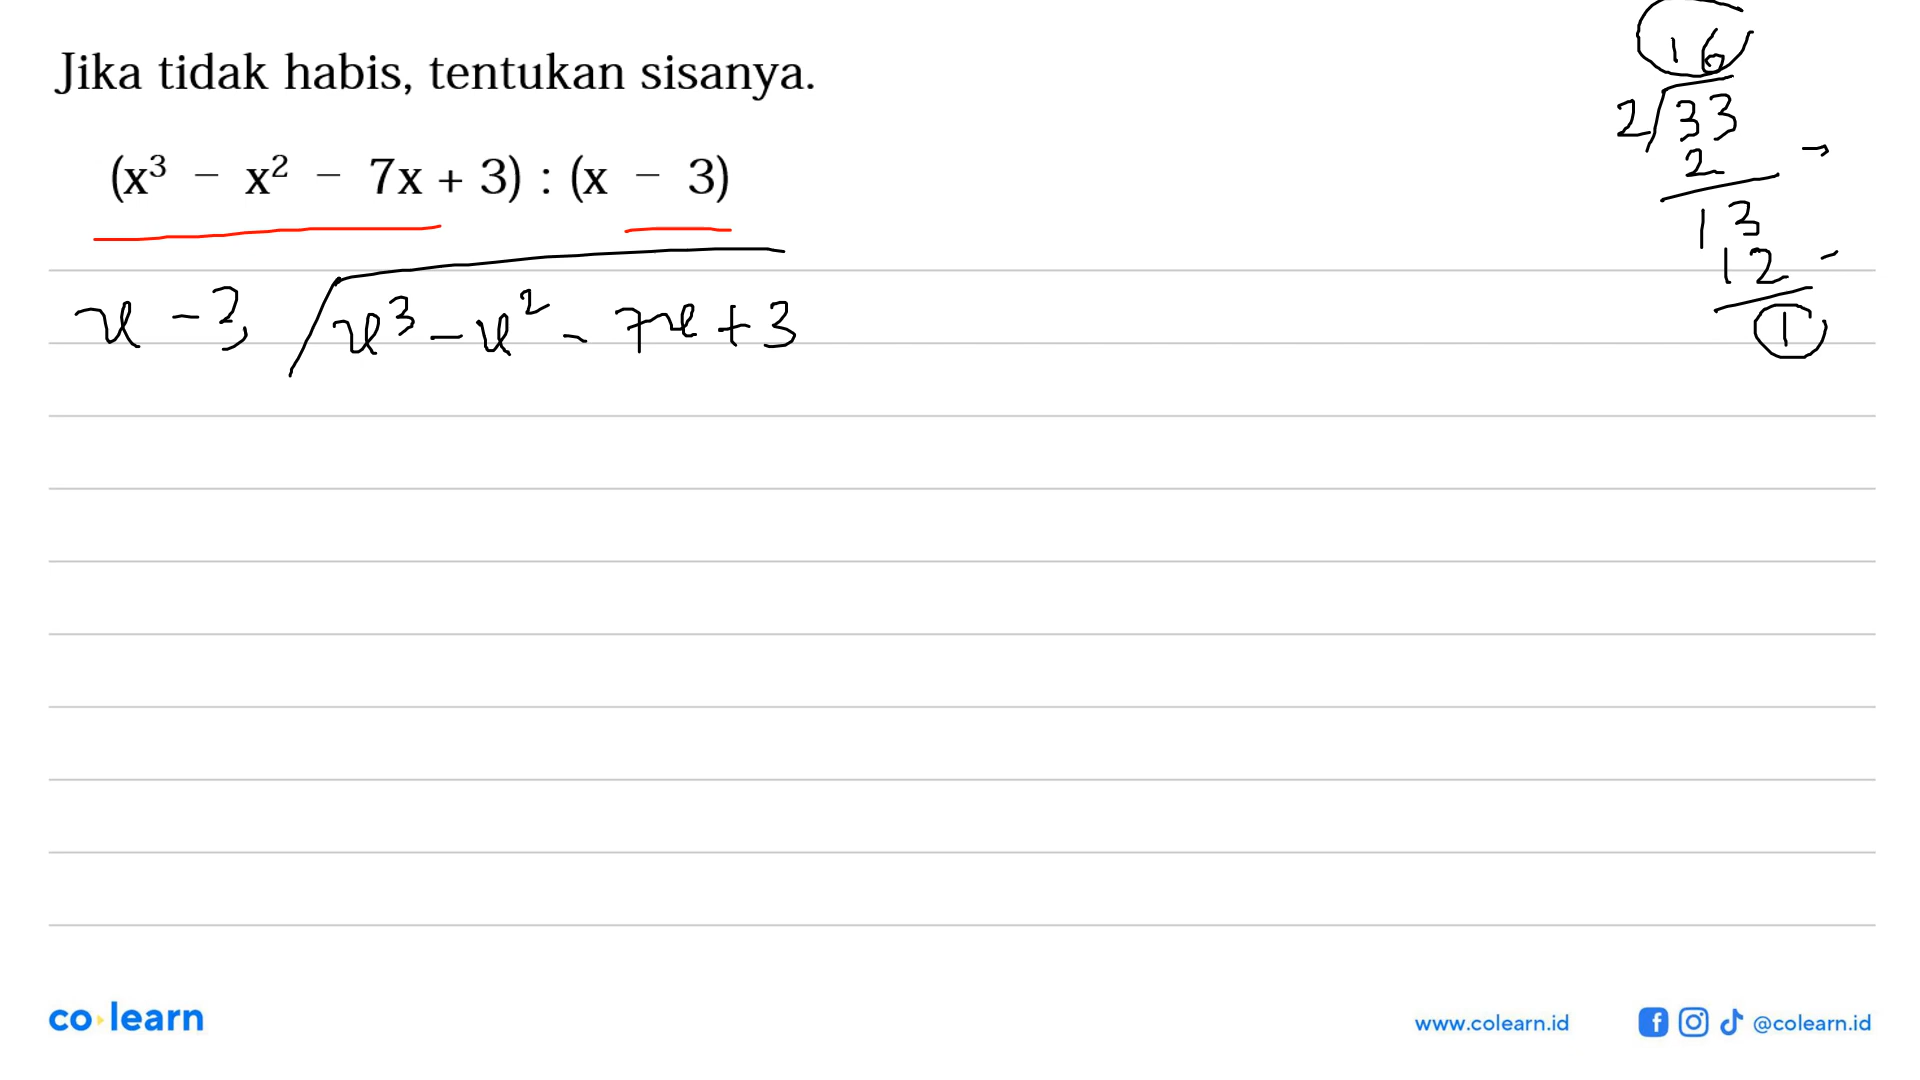 Jika tidak habis, tentukan sisanya.
(x³ − x² − 7x + 3) : (x − 3)
x - 3 x³ - x² - 7x + 3
16
2 33
2 -
13
12 -
1
co learn
www.colearn.id @colearn.id